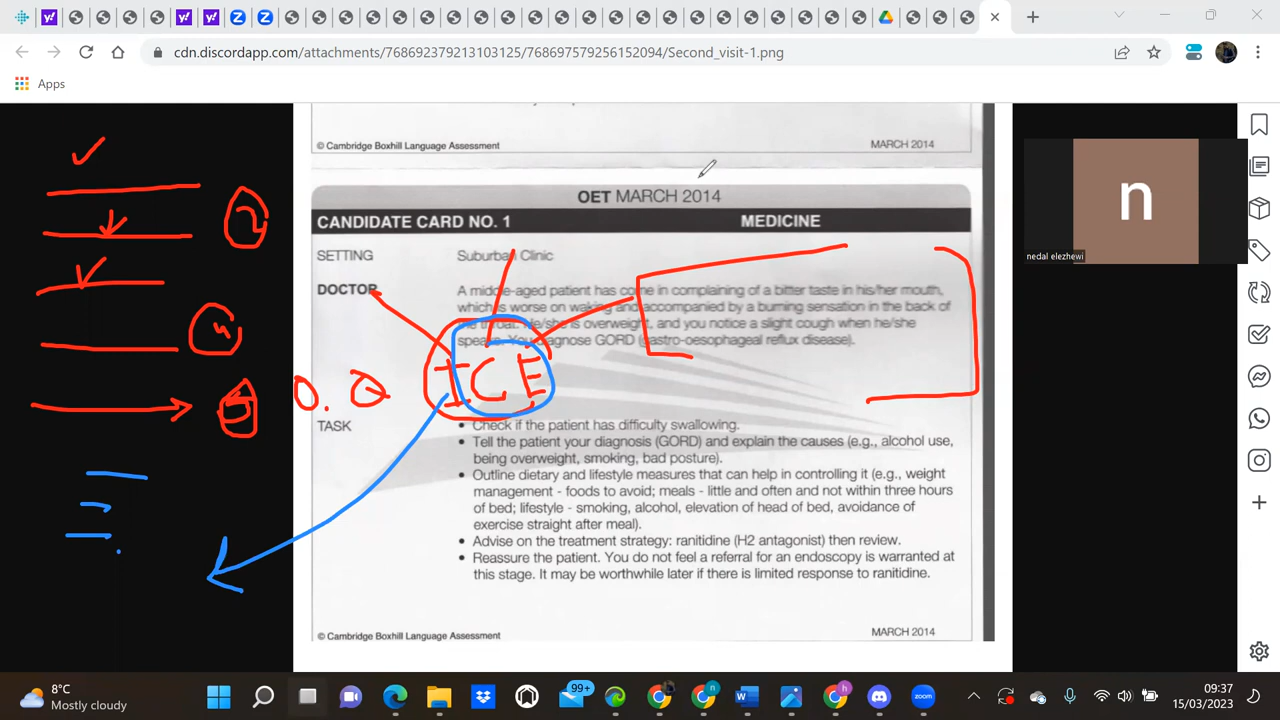 cdn.discordapp.com/attachments/768692379213103125/768697579256152094/Second_visit-1.png
Apps
© Cambridge Boxhill Language Assessment
MARCH 2014
OET MARCH 2014
CANDIDATE CARD NO. 1
MEDICINE
SETTING
Suburban Clinic
DOCTOR
A middle-aged patient has come in complaining of a bitter taste in his/her mouth,
which is worse on waking and accompanied by a burning sensation in the back of
the throat. He/she is overweight, and you notice a slight cough when he/she
speaks. You diagnose GORD (gastro-oesophageal reflux disease).
ICE
O.Q
2
4
5
TASK
• Check if the patient has difficulty swallowing.
• Tell the patient your diagnosis (GORD) and explain the causes (e.g., alcohol use,
being overweight, smoking, bad posture).
• Outline dietary and lifestyle measures that can help in controlling it (e.g., weight
management - foods to avoid; meals - little and often and not within three hours
of bed; lifestyle - smoking, alcohol, elevation of head of bed, avoidance of
exercise straight after meal).
• Advise on the treatment strategy: ranitidine (H2 antagonist) then review.
• Reassure the patient. You do not feel a referral for an endoscopy is warranted at
this stage. It may be worthwhile later if there is limited response to ranitidine.
© Cambridge Boxhill Language Assessment
MARCH 2014
n
nedal elezhewi
8°C
Mostly cloudy
99+
zoom
09:37
15/03/2023